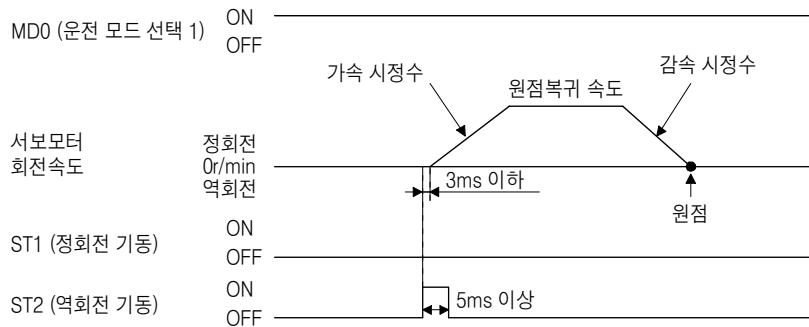 MD0 (운전 모드 선택 1)
ON
OFF
가속 시정수
원점복귀 속도
감속 시정수
서보모터
회전속도
정회전
0r/min
역회전
3ms 이하
원점
ST1 (정회전 기동)
ON
OFF
ST2 (역회전 기동)
ON
OFF
5ms 이상